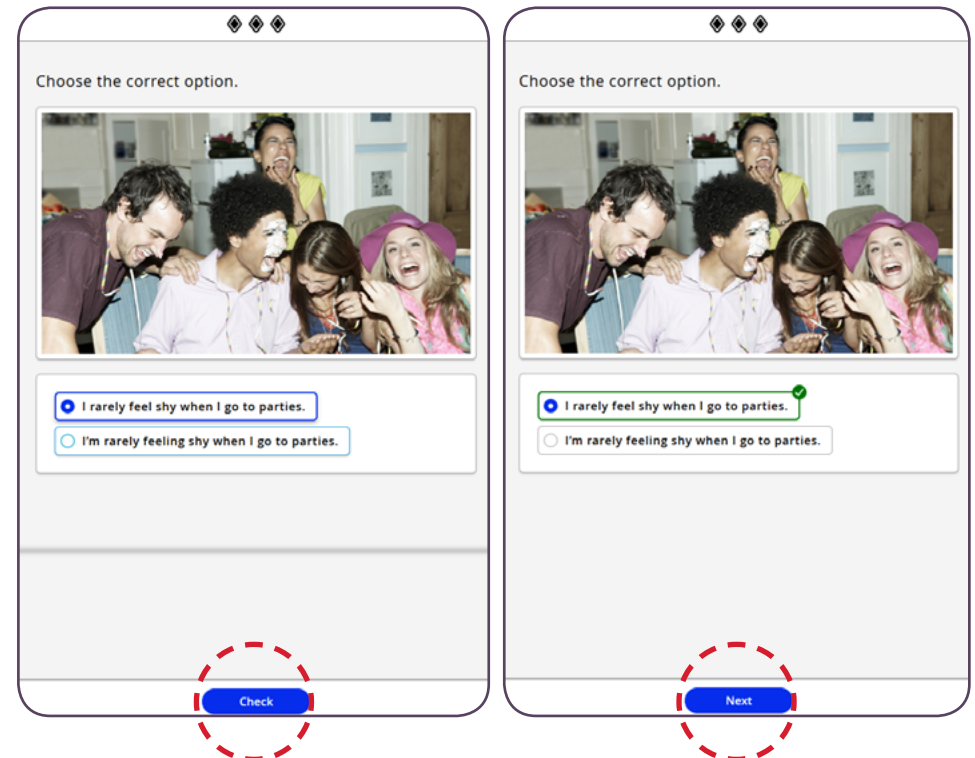 Choose the correct option.
I rarely feel shy when I go to parties.
I'm rarely feeling shy when I go to parties.
Check
Choose the correct option.
I rarely feel shy when I go to parties.
I'm rarely feeling shy when I go to parties.
Next